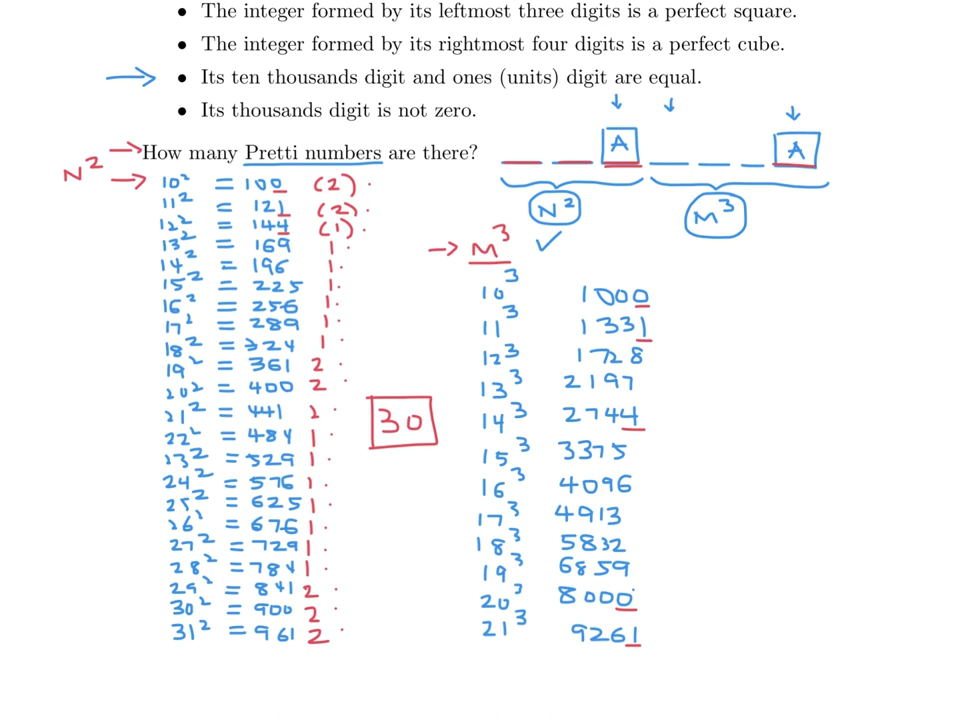 • The integer formed by its leftmost three digits is a perfect square.
• The integer formed by its rightmost four digits is a perfect cube.
• Its ten thousands digit and ones (units) digit are equal.
• Its thousands digit is not zero.
How many Pretti numbers are there?
A
A
N²
M³
N²
10² = 100 (2)
11² = 121 (2)
12² = 144 (1)
13² = 169 1
14² = 196 1
15² = 225 1
16² = 256 1
17² = 289 1
18² = 324 1
19² = 361 2
20² = 400 2
21² = 441 2
22² = 484 1
23² = 529 1
24² = 576 1
25² = 625 1
26² = 676 1
27² = 729 1
28² = 784 1
29² = 841 2
30² = 900 2
31² = 961 2
30
M³
10³ 1000
11³ 1331
12³ 1728
13³ 2197
14³ 2744
15³ 3375
16³ 4096
17³ 4913
18³ 5832
19³ 6859
20³ 8000
21³ 9261